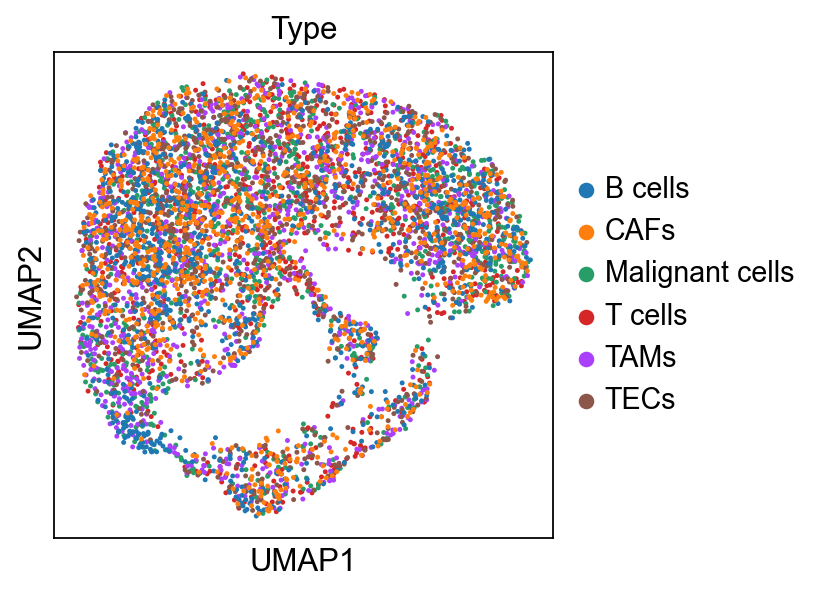 Type
UMAP2
UMAP1
B cells
CAFs
Malignant cells
T cells
TAMs
TECs